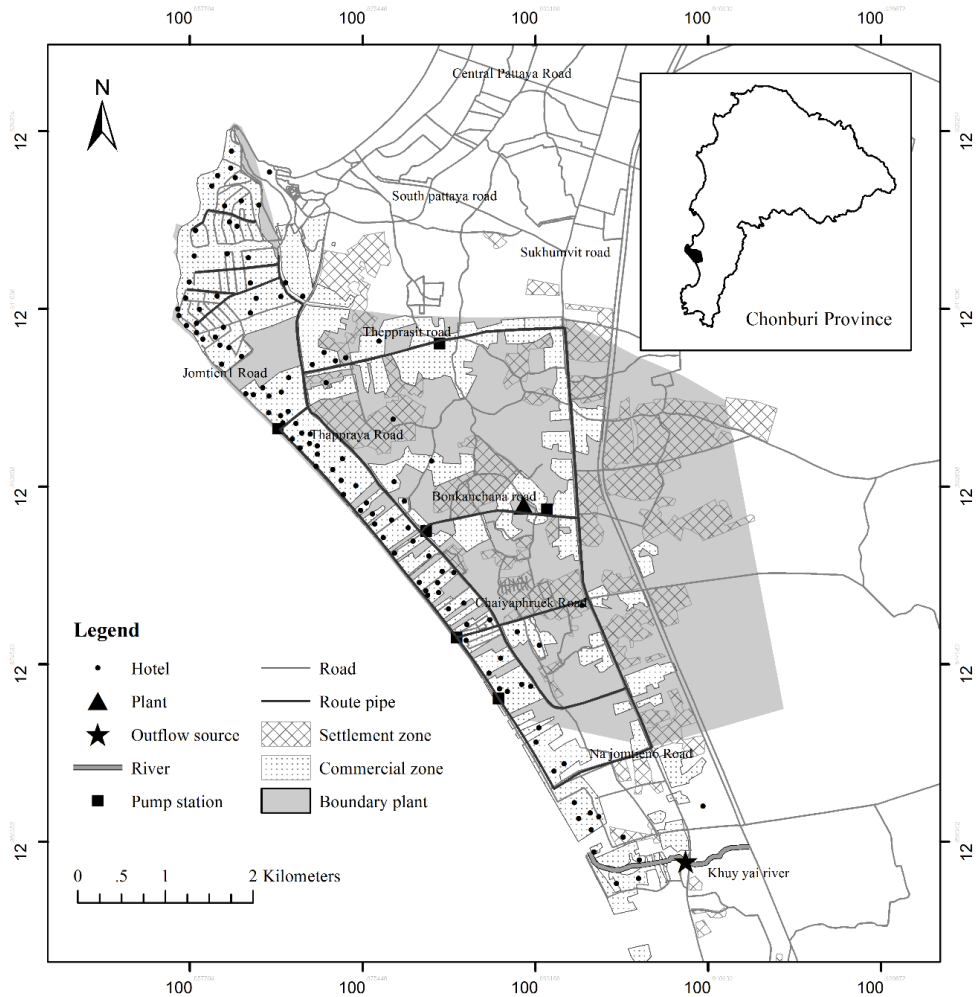 100 100 100 100 100
N
12
12
12
12
12
12
12
12
12
12
Central Pattaya Road
South pattaya road
Sukhumvit road
Chonburi Province
Thepprasit road
Jomtien1 Road
Thappraya Road
Bonkanchana road
Chaiyaphruek Road
Na jomtien6 Road
Khuy yai river
Legend
Hotel
Plant
Outflow source
River
Pump station
Road
Route pipe
Settlement zone
Commercial zone
Boundary plant
0 .5 1 2 Kilometers
100 100 100 100 100